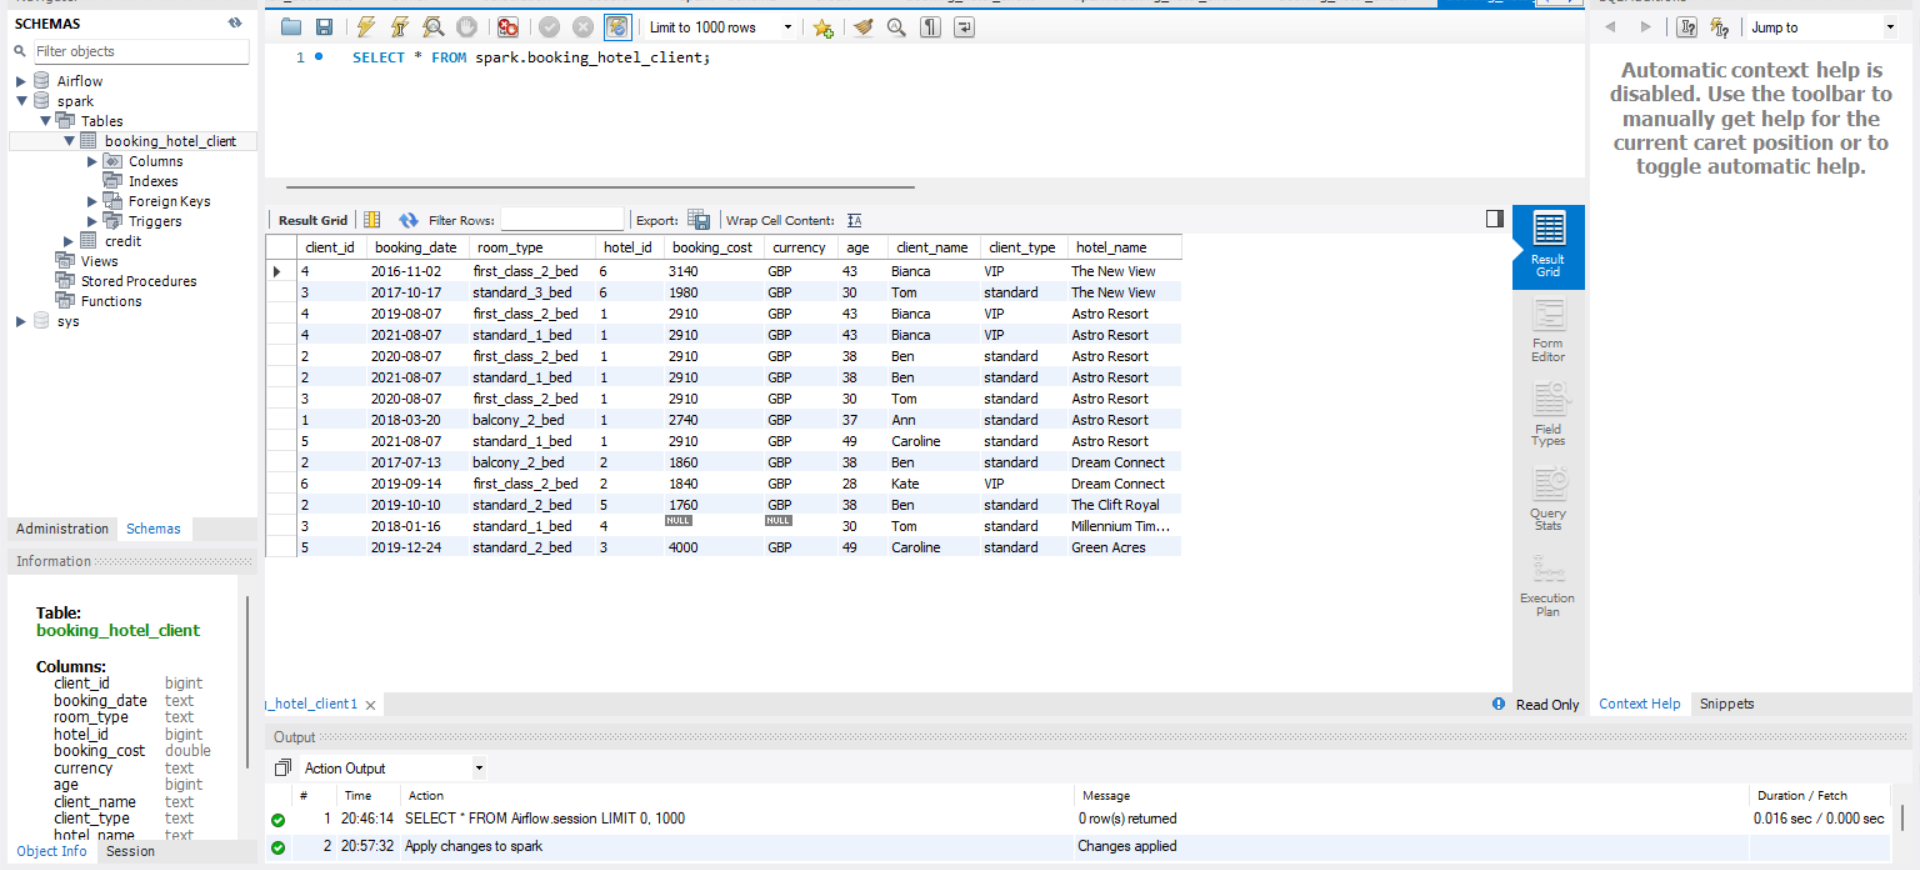 SCHEMAS
Filter objects
Airflow
spark
Tables
booking_hotel_client
Columns
Indexes
Foreign Keys
Triggers
credit
Views
Stored Procedures
Functions
sys
Administration Schemas
Information
Table:
booking_hotel_client
Columns:
client_id bigint
booking_date text
room_type text
hotel_id bigint
booking_cost double
currency text
age bigint
client_name text
client_type text
hotel_name text
Object Info Session
Limit to 1000 rows
1 SELECT * FROM spark.booking_hotel_client;
Result Grid Filter Rows: Export: Wrap Cell Content:
client_id booking_date room_type hotel_id booking_cost currency age client_name client_type hotel_name
4 2016-11-02 first_class_2_bed 6 3140 GBP 43 Bianca VIP The New View
3 2017-10-17 standard_3_bed 6 1980 GBP 30 Tom standard The New View
4 2019-08-07 first_class_2_bed 1 2910 GBP 43 Bianca VIP Astro Resort
4 2021-08-07 standard_1_bed 1 2910 GBP 43 Bianca VIP Astro Resort
2 2020-08-07 first_class_2_bed 1 2910 GBP 38 Ben standard Astro Resort
2 2021-08-07 standard_1_bed 1 2910 GBP 38 Ben standard Astro Resort
3 2020-08-07 first_class_2_bed 1 2910 GBP 30 Tom standard Astro Resort
1 2018-03-20 balcony_2_bed 1 2740 GBP 37 Ann standard Astro Resort
5 2021-08-07 standard_1_bed 1 2910 GBP 49 Caroline standard Astro Resort
2 2017-07-13 balcony_2_bed 2 1860 GBP 38 Ben standard Dream Connect
6 2019-09-14 first_class_2_bed 2 1840 GBP 28 Kate VIP Dream Connect
2 2019-10-10 standard_2_bed 5 1760 GBP 38 Ben standard The Clift Royal
3 2018-01-16 standard_1_bed 4 NULL NULL 30 Tom standard Millennium Tim...
5 2019-12-24 standard_2_bed 3 4000 GBP 49 Caroline standard Green Acres
Result
Grid
Form
Editor
Field
Types
Query
Stats
Execution
Plan
_hotel_client1
Read Only
Jump to
Automatic context help is
disabled. Use the toolbar to
manually get help for the
current caret position or to
toggle automatic help.
Context Help Snippets
Output
Action Output
# Time Action Message Duration / Fetch
1 20:46:14 SELECT * FROM Airflow.session LIMIT 0, 1000 0 row(s) returned 0.016 sec / 0.000 sec
2 20:57:32 Apply changes to spark Changes applied